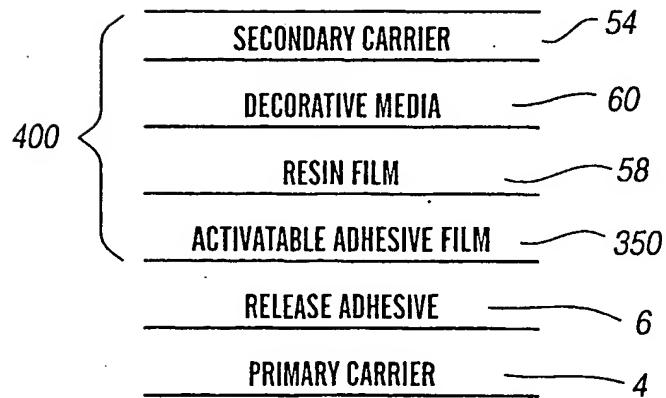 SECONDARY CARRIER 54
DECORATIVE MEDIA 60
400
RESIN FILM 58
ACTIVATABLE ADHESIVE FILM 350
RELEASE ADHESIVE 6
PRIMARY CARRIER 4